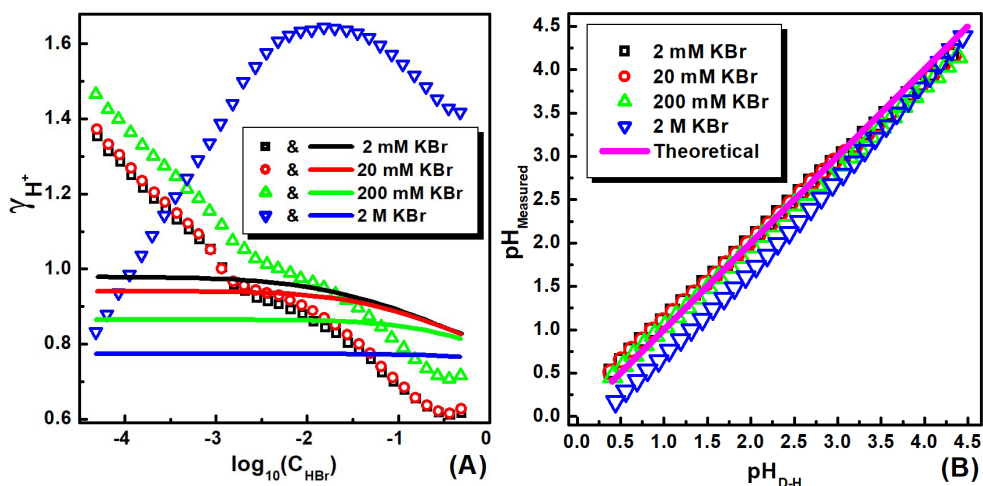 1.6
1.4
1.2
1.0
0.8
0.6
γH+
& 2 mM KBr
& 20 mM KBr
& 200 mM KBr
& 2 M KBr
-4
-3
-2
-1
0
log10(CHBr)
(A)
4.5
4.0
3.5
3.0
2.5
2.0
1.5
1.0
0.5
0.0
pHMeasured
2 mM KBr
20 mM KBr
200 mM KBr
2 M KBr
Theoretical
0.0 0.5 1.0 1.5 2.0 2.5 3.0 3.5 4.0 4.5
pHD-H
(B)